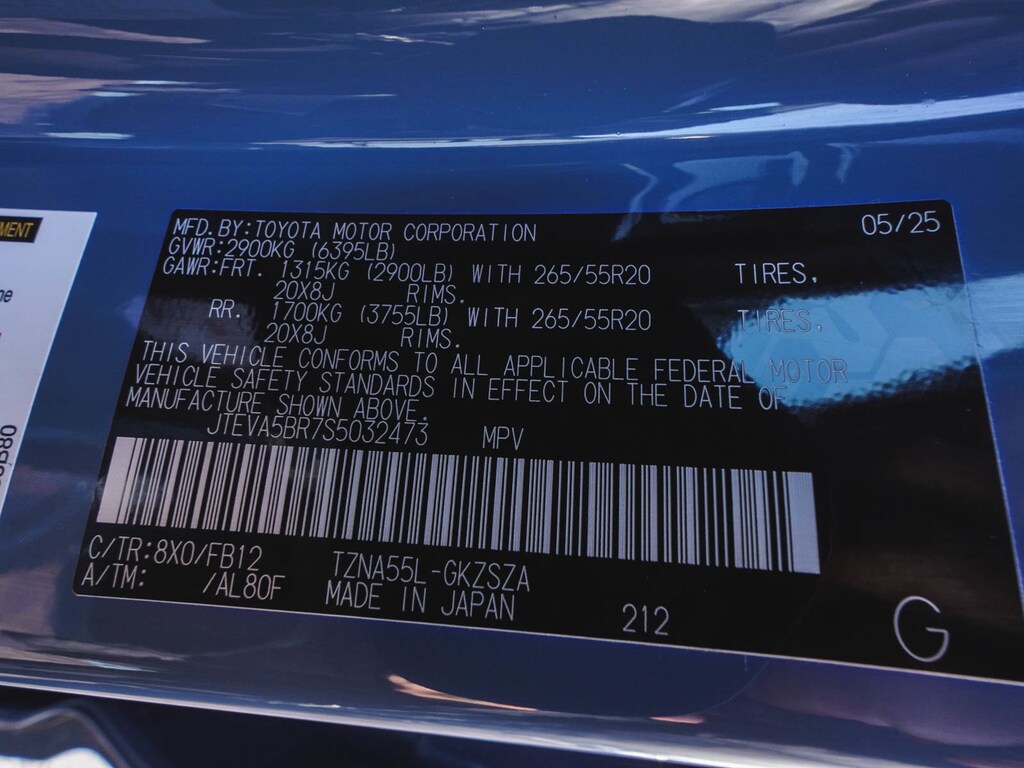 MFD. BY:TOYOTA MOTOR CORPORATION 05/25
GVWR:2900KG (6395LB)
GAWR:FRT. 1315KG (2900LB) WITH 265/55R20 TIRES,
20X8J RIMS.
RR. 1700KG (3755LB) WITH 265/55R20 TIRES,
20X8J RIMS.
THIS VEHICLE CONFORMS TO ALL APPLICABLE FEDERAL MOTOR
VEHICLE SAFETY STANDARDS IN EFFECT ON THE DATE OF
MANUFACTURE SHOWN ABOVE.
JTEVA5BR7S5032473 MPV
C/TR:8X0/FB12 TZNA55L-GKZSZA
A/TM: /AL80F MADE IN JAPAN 212 G
MENT